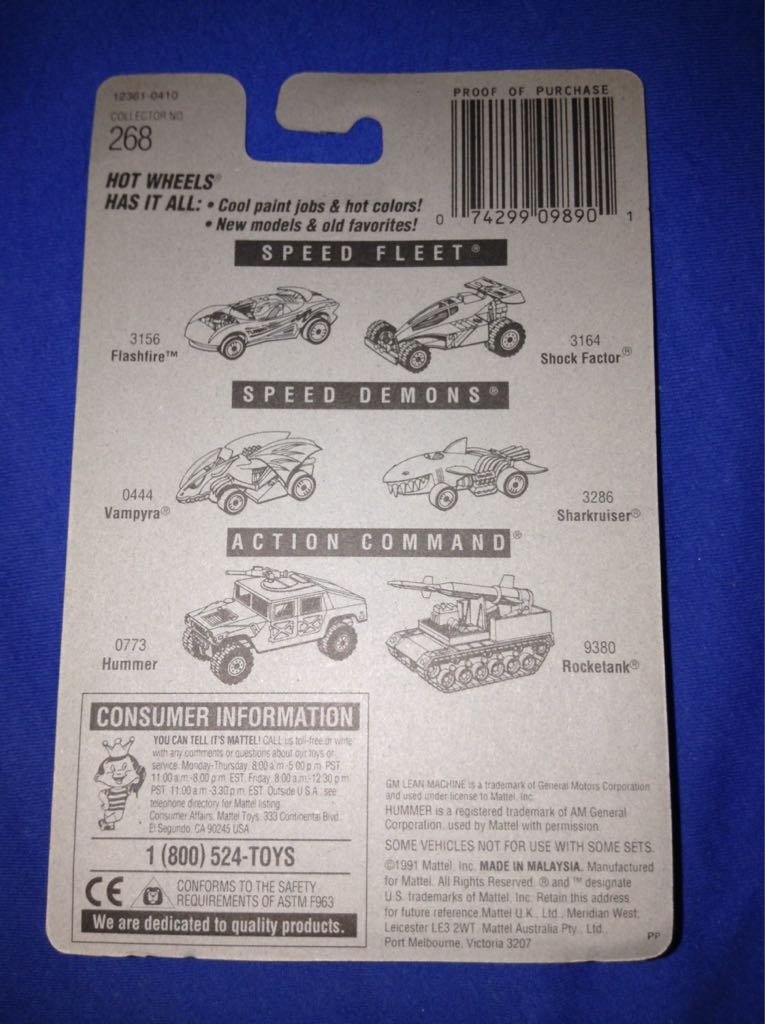 12361-0410
COLLECTOR NO.
268
PROOF OF PURCHASE
0 74299 09890 1
HOT WHEELS®
HAS IT ALL: • Cool paint jobs & hot colors!
• New models & old favorites!
SPEED FLEET®
3156
Flashfire™
3164
Shock Factor®
SPEED DEMONS®
0444
Vampyra®
3286
Sharkruiser®
ACTION COMMAND®
0773
Hummer
9380
Rocketank®
CONSUMER INFORMATION
YOU CAN TELL IT'S MATTEL! CALL us toll-free or write
with any comments or questions about our toys or
service. Monday-Thursday 8:00 a.m.-5:00 p.m. PST
11:00 a.m.-8:00 p.m. EST. Friday 8:00 a.m.-12:30 p.m.
PST 11:00 a.m.-3:30 p.m. EST. Outside U.S.A. see
telephone directory for Mattel listing.
Consumer Affairs, Mattel Toys, 333 Continental Blvd.,
El Segundo, CA 90245 USA
1 (800) 524-TOYS
CE
CONFORMS TO THE SAFETY
REQUIREMENTS OF ASTM F963
We are dedicated to quality products.
GM LEAN MACHINE is a trademark of General Motors Corporation
and used under license to Mattel, Inc.
HUMMER is a registered trademark of AM General
Corporation, used by Mattel with permission.
SOME VEHICLES NOT FOR USE WITH SOME SETS.
©1991 Mattel, Inc. MADE IN MALAYSIA. Manufactured
for Mattel. All Rights Reserved. ® and ™ designate
U.S. trademarks of Mattel, Inc. Retain this address
for future reference Mattel U.K., Ltd., Meridian West,
Leicester LE3 2WT. Mattel Australia Pty., Ltd.,
Port Melbourne, Victoria 3207
PP